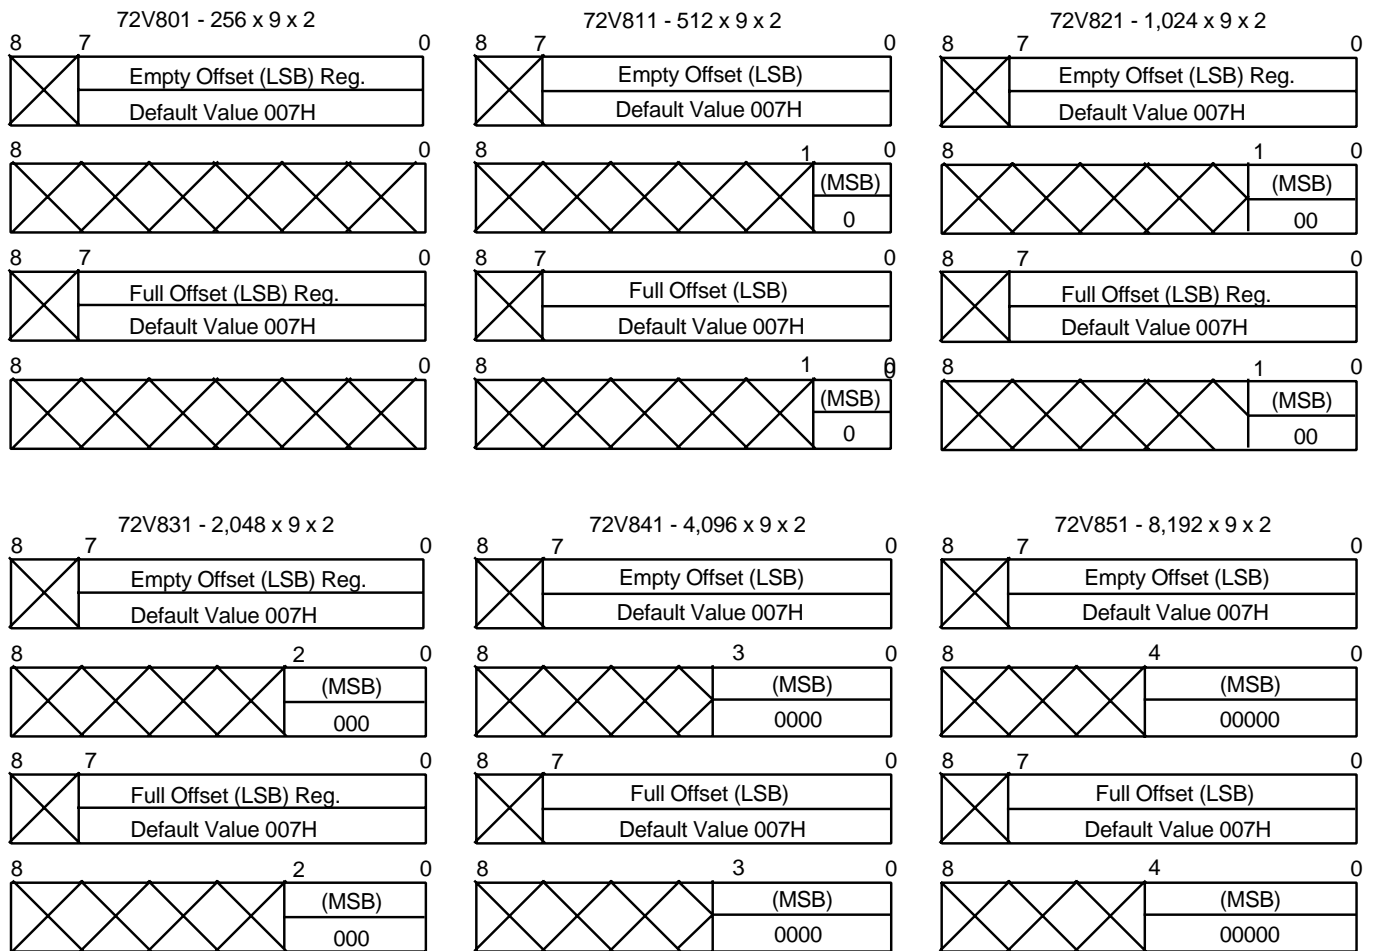 72V801 - 256 x 9 x 2
8 7 0
Empty Offset (LSB) Reg.
Default Value 007H
8 0
8 7 0
Full Offset (LSB) Reg.
Default Value 007H
8 0
72V811 - 512 x 9 x 2
8 7 0
Empty Offset (LSB)
Default Value 007H
8 1 0
(MSB)
0
8 7 0
Full Offset (LSB)
Default Value 007H
8 1 0
0
(MSB)
0
72V821 - 1,024 x 9 x 2
8 7 0
Empty Offset (LSB) Reg.
Default Value 007H
8 1 0
(MSB)
00
8 7 0
Full Offset (LSB) Reg.
Default Value 007H
8 1 0
(MSB)
00
72V831 - 2,048 x 9 x 2
8 7 0
Empty Offset (LSB) Reg.
Default Value 007H
8 2 0
(MSB)
000
8 7 0
Full Offset (LSB) Reg.
Default Value 007H
8 2 0
(MSB)
000
72V841 - 4,096 x 9 x 2
8 7 0
Empty Offset (LSB)
Default Value 007H
8 3 0
(MSB)
0000
8 7 0
Full Offset (LSB)
Default Value 007H
8 3 0
(MSB)
0000
72V851 - 8,192 x 9 x 2
8 7 0
Empty Offset (LSB)
Default Value 007H
8 4 0
(MSB)
00000
8 7 0
Full Offset (LSB)
Default Value 007H
8 4 0
(MSB)
00000